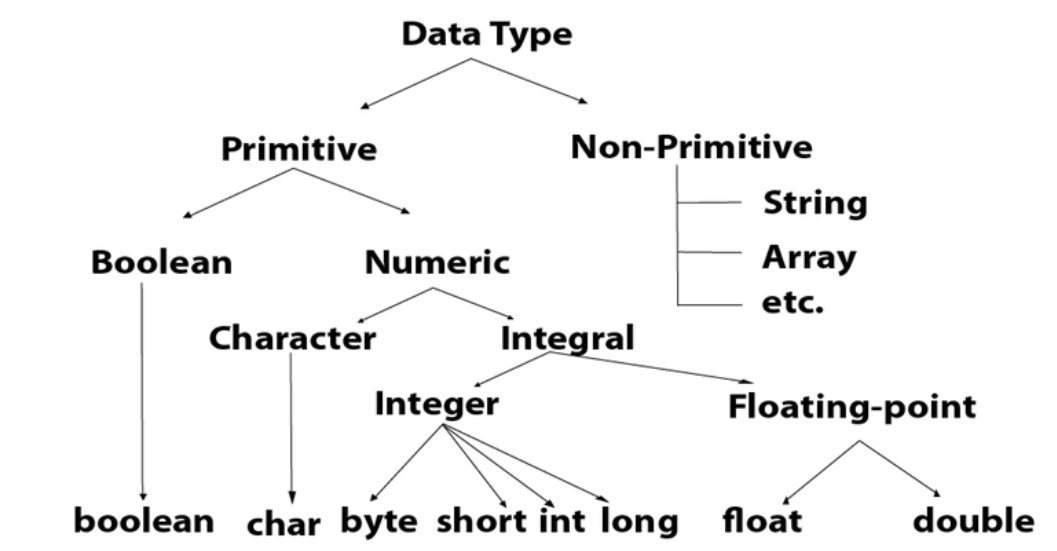 Data Type
Primitive
Non-Primitive
String
Array
etc.
Boolean
Numeric
Character
Integral
Integer
Floating-point
boolean
char
byte
short
int
long
float
double